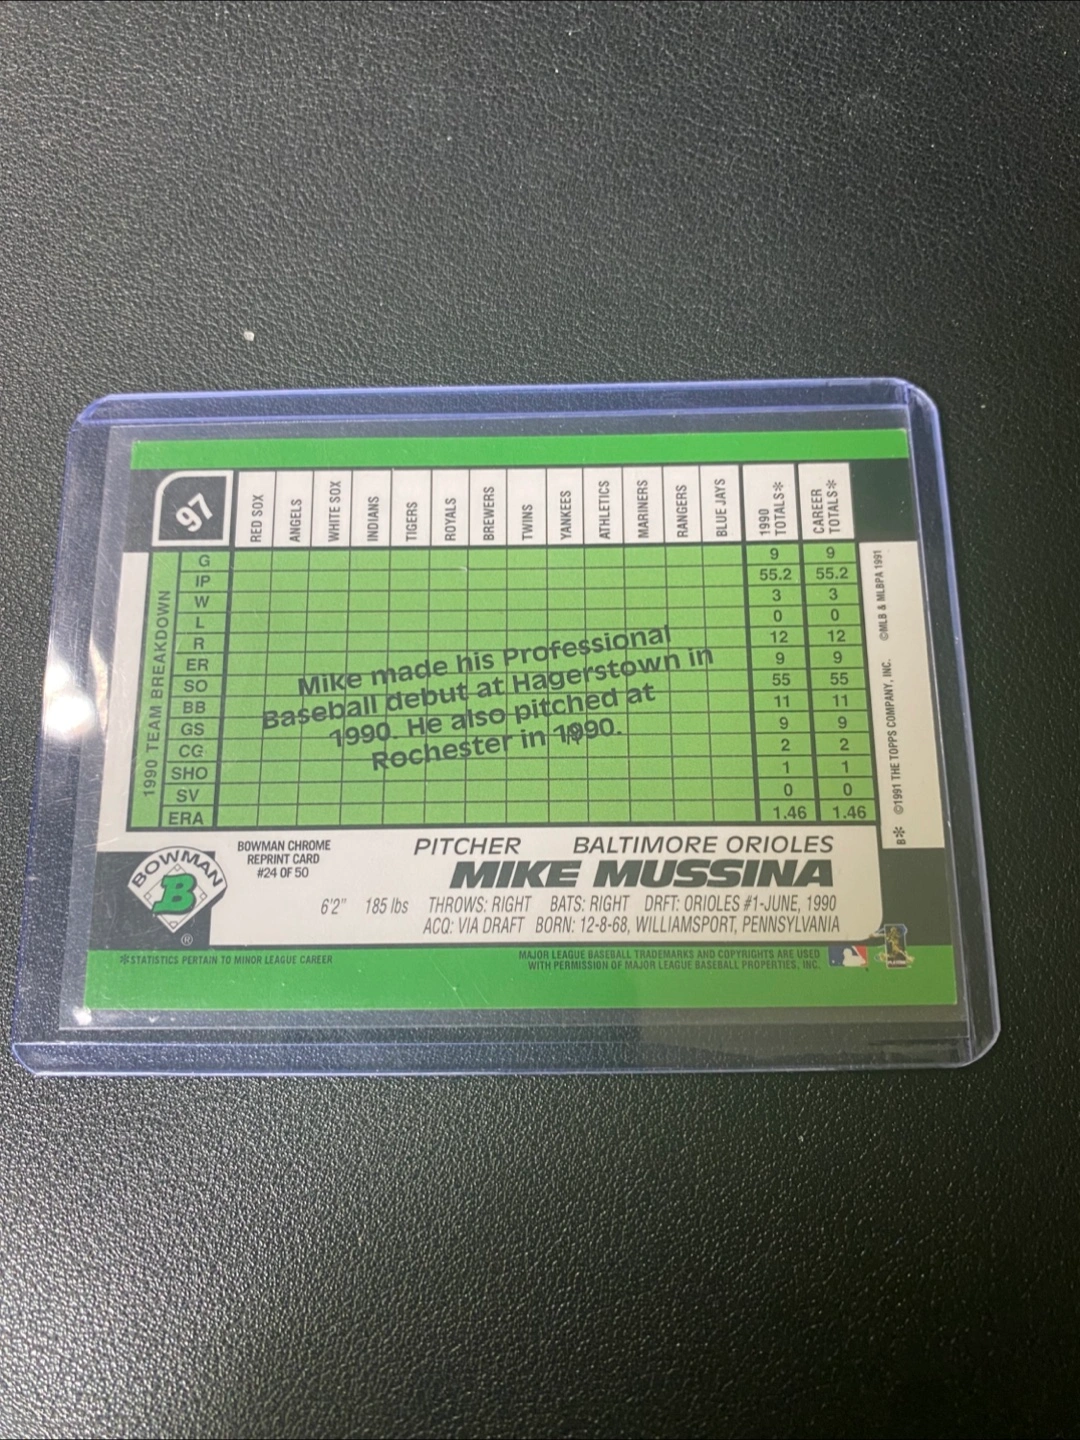 97
RED SOX
ANGELS
WHITE SOX
INDIANS
TIGERS
ROYALS
BREWERS
TWINS
YANKEES
ATHLETICS
MARINERS
RANGERS
BLUE JAYS
1990 TOTALS*
CAREER TOTALS*
1990 TEAM BREAKDOWN
G 9 9
IP 55.2 55.2
W 3 3
L 0 0
R 12 12
ER 9 9
SO 55 55
BB 11 11
GS 9 9
CG 2 2
SHO 1 1
SV 0 0
ERA 1.46 1.46
Mike made his Professional
Baseball debut at Hagerstown in
1990. He also pitched at
Rochester in 1990.
B* ©1991 THE TOPPS COMPANY, INC. ©MLB & MLBPA 1991
BOWMAN
B
®
BOWMAN CHROME
REPRINT CARD
#24 OF 50
PITCHER BALTIMORE ORIOLES
MIKE MUSSINA
6'2" 185 lbs THROWS: RIGHT BATS: RIGHT DRFT: ORIOLES #1-JUNE, 1990
ACQ: VIA DRAFT BORN: 12-8-68, WILLIAMSPORT, PENNSYLVANIA
*STATISTICS PERTAIN TO MINOR LEAGUE CAREER
MAJOR LEAGUE BASEBALL TRADEMARKS AND COPYRIGHTS ARE USED
WITH PERMISSION OF MAJOR LEAGUE BASEBALL PROPERTIES, INC.